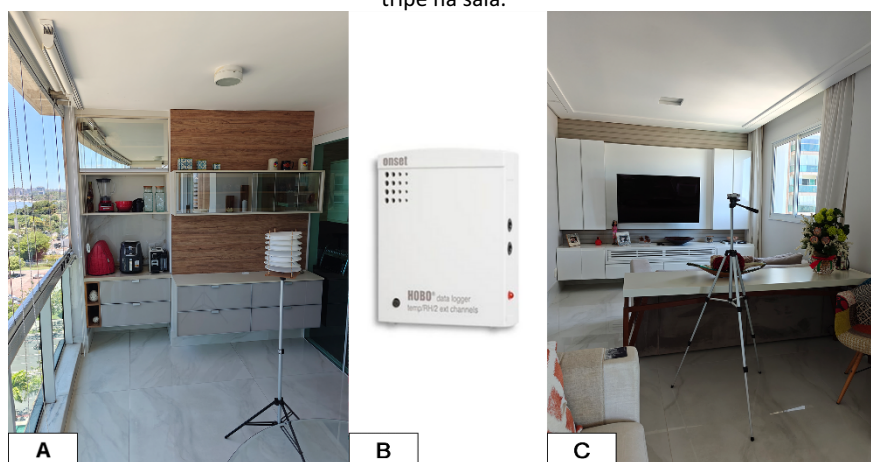 tripé na sala.
onset
HOBO® data logger
temp/RH/2 ext channels
A
B
C